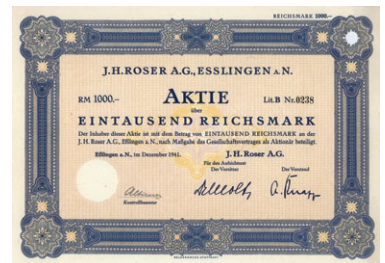 REICHSMARK 1000.–
J. H. ROSER A.G., ESSLINGEN A. N.
RM 1000.–
AKTIE
Lit. B Nr. 0238
über
EINTAUSEND REICHSMARK
Der Inhaber dieser Aktie ist mit dem Betrag von EINTAUSEND REICHSMARK an der
J. H. Roser A.G., Eßlingen a.N., nach Maßgabe des Gesellschaftsvertrages als Aktionär beteiligt.
Eßlingen a. N., im Dezember 1941.
J. H. Roser A.G.
Für den Aufsichtsrat
Der Vorsitzer
Der Vorstand
Kontrollbeamter